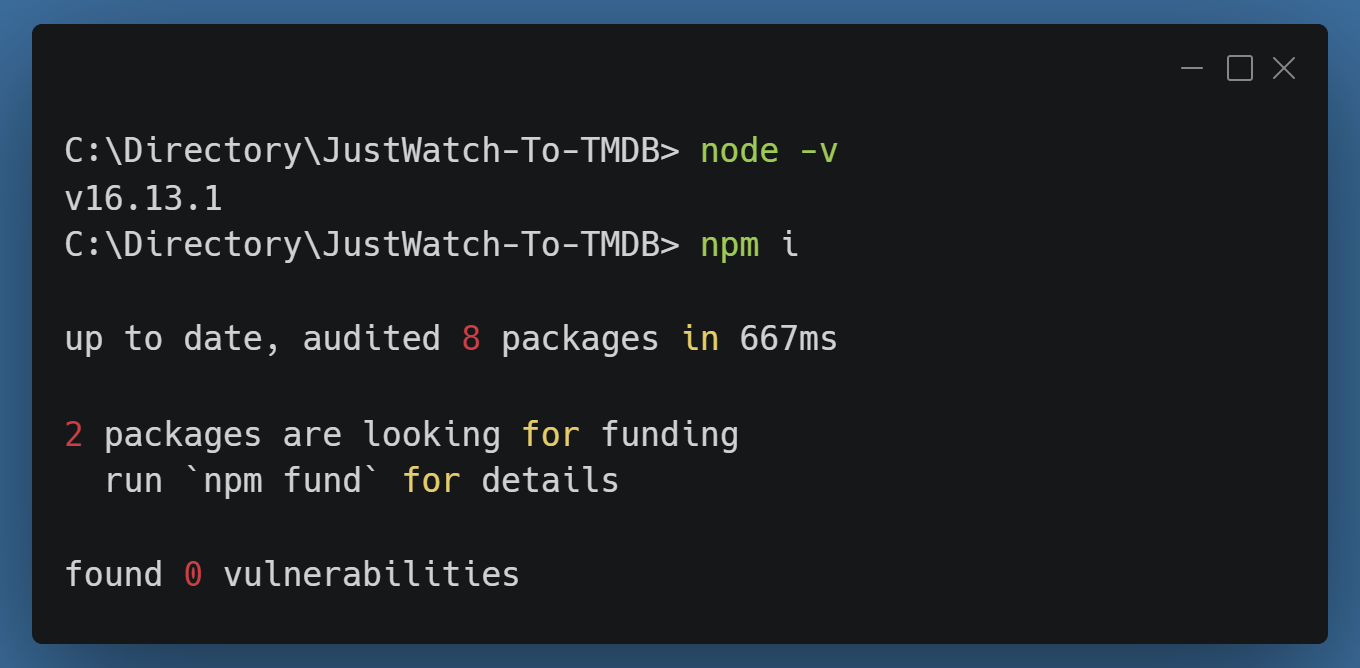 C:\Directory\JustWatch-To-TMDB> node -v
v16.13.1
C:\Directory\JustWatch-To-TMDB> npm i
up to date, audited 8 packages in 667ms
2 packages are looking for funding
  run `npm fund` for details
found 0 vulnerabilities